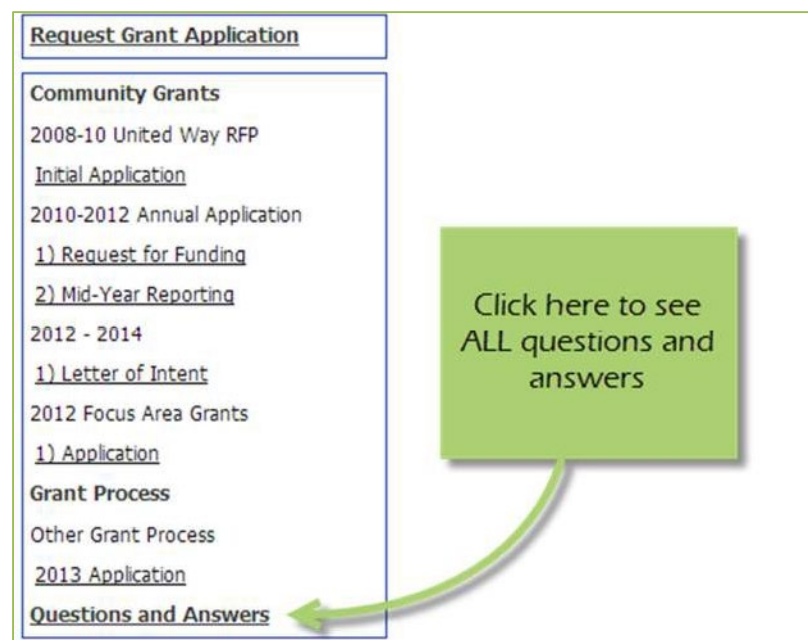 Request Grant Application
Community Grants
2008-10 United Way RFP
Initial Application
2010-2012 Annual Application
1) Request for Funding
2) Mid-Year Reporting
2012 - 2014
1) Letter of Intent
2012 Focus Area Grants
1) Application
Grant Process
Other Grant Process
2013 Application
Questions and Answers
Click here to see
ALL questions and
answers